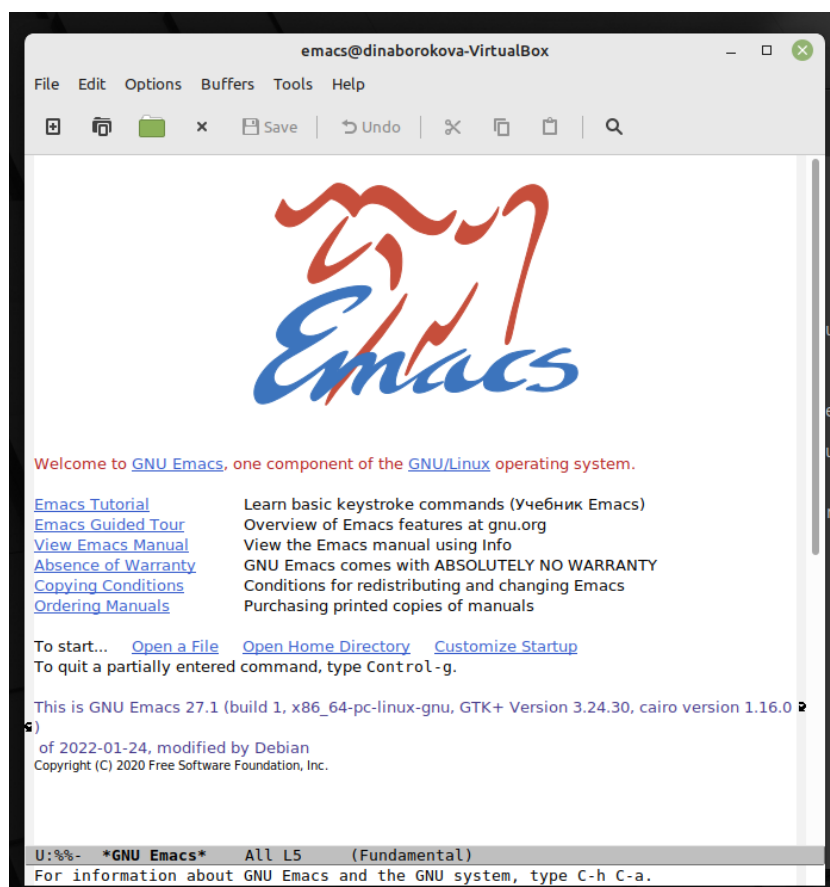 emacs@dinaborokova-VirtualBox
File Edit Options Buffers Tools Help
Save Undo
Emacs
Welcome to GNU Emacs, one component of the GNU/Linux operating system.
Emacs Tutorial Learn basic keystroke commands (Учебник Emacs)
Emacs Guided Tour Overview of Emacs features at gnu.org
View Emacs Manual View the Emacs manual using Info
Absence of Warranty GNU Emacs comes with ABSOLUTELY NO WARRANTY
Copying Conditions Conditions for redistributing and changing Emacs
Ordering Manuals Purchasing printed copies of manuals
To start... Open a File Open Home Directory Customize Startup
To quit a partially entered command, type Control-g.
This is GNU Emacs 27.1 (build 1, x86_64-pc-linux-gnu, GTK+ Version 3.24.30, cairo version 1.16.0
)
of 2022-01-24, modified by Debian
Copyright (C) 2020 Free Software Foundation, Inc.
U:%%- *GNU Emacs* All L5 (Fundamental)
For information about GNU Emacs and the GNU system, type C-h C-a.